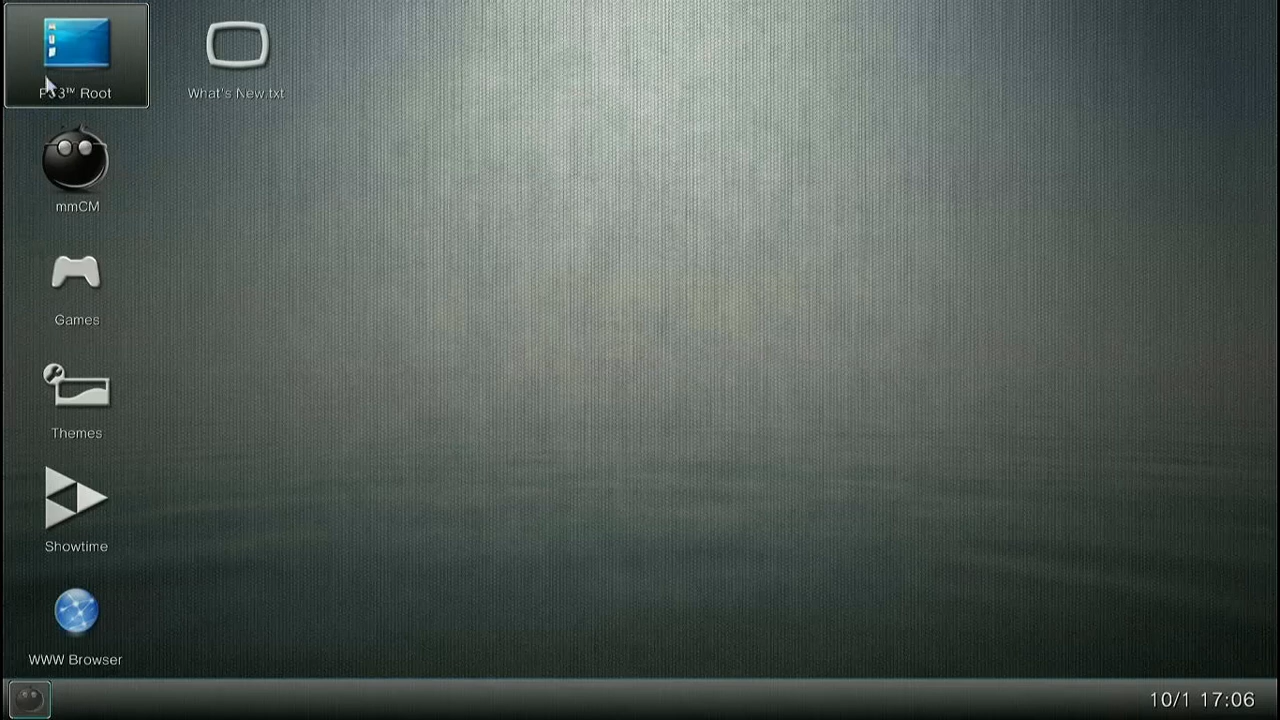 PS3™ Root
What's New.txt
mmCM
Games
Themes
Showtime
WWW Browser
10/1 17:06